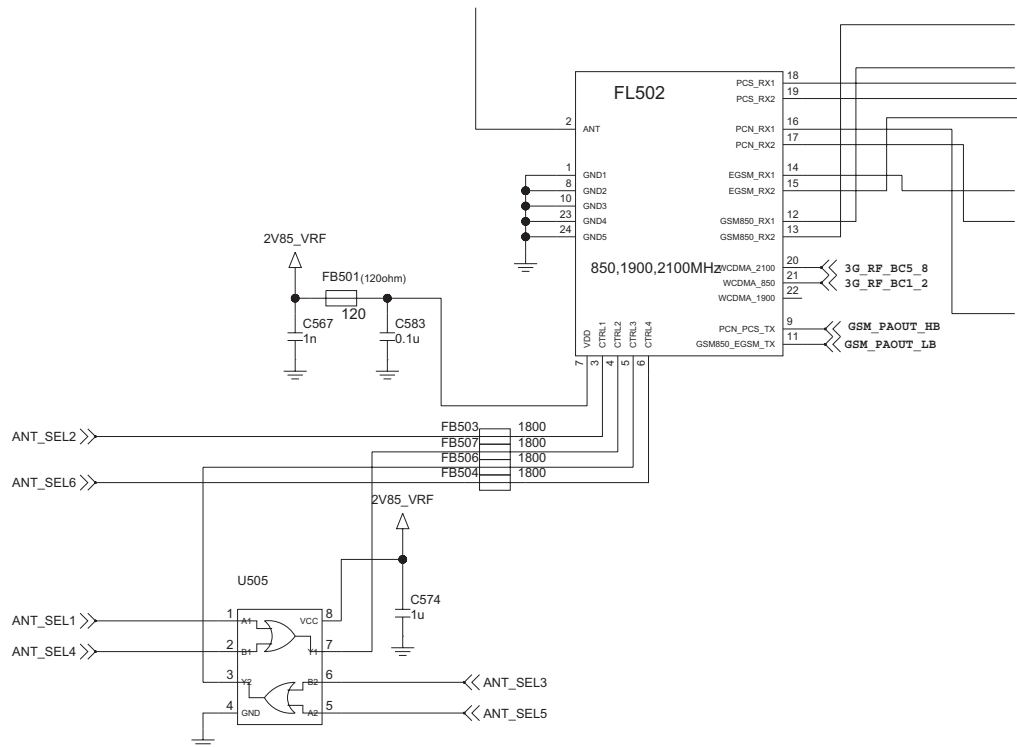 FL502
18
PCS_RX1
19
PCS_RX2
2
ANT
16
PCN_RX1
17
PCN_RX2
1
GND1
14
EGSM_RX1
8
GND2
15
EGSM_RX2
10
GND3
23
GND4
12
GSM850_RX1
24
GND5
13
GSM850_RX2
850,1900,2100MHz
WCDMA_2100
20
3G_RF_BC5_8
WCDMA_850
21
3G_RF_BC1_2
WCDMA_1900
22
PCN_PCS_TX
9
GSM_PAOUT_HB
GSM850_EGSM_TX
11
GSM_PAOUT_LB
VDD
CTRL1
CTRL2
CTRL3
CTRL4
7
3
4
5
6
2V85_VRF
FB501(120ohm)
120
C567
1n
C583
0.1u
ANT_SEL2
FB503
1800
FB507
1800
FB506
1800
FB504
1800
ANT_SEL6
2V85_VRF
C574
1u
U505
ANT_SEL1
1
A1
VCC
8
ANT_SEL4
2
B1
Y1
7
3
Y2
B2
6
ANT_SEL3
4
GND
A2
5
ANT_SEL5